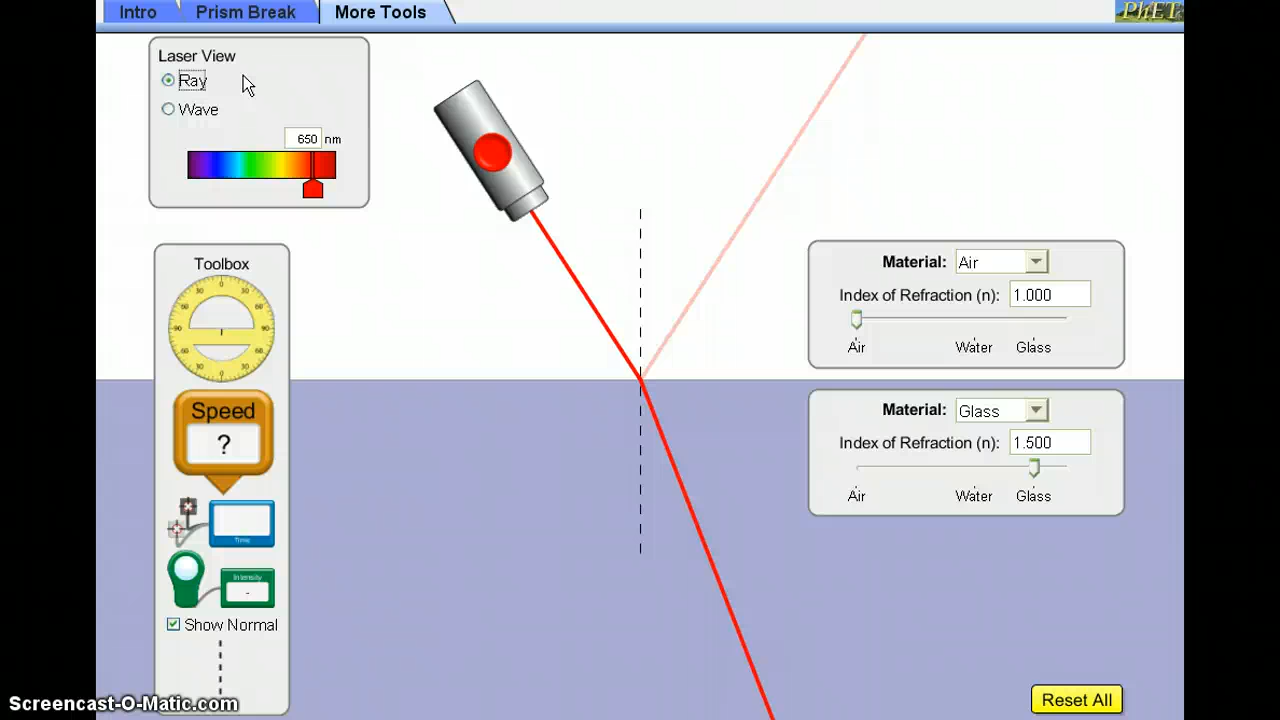 Intro
Prism Break
More Tools
PhET
Laser View
Ray
Wave
650 nm
Toolbox
Speed
?
Time
Intensity
-
Show Normal
Material: Air
Index of Refraction (n): 1.000
Air Water Glass
Material: Glass
Index of Refraction (n): 1.500
Air Water Glass
Reset All
Screencast-O-Matic.com